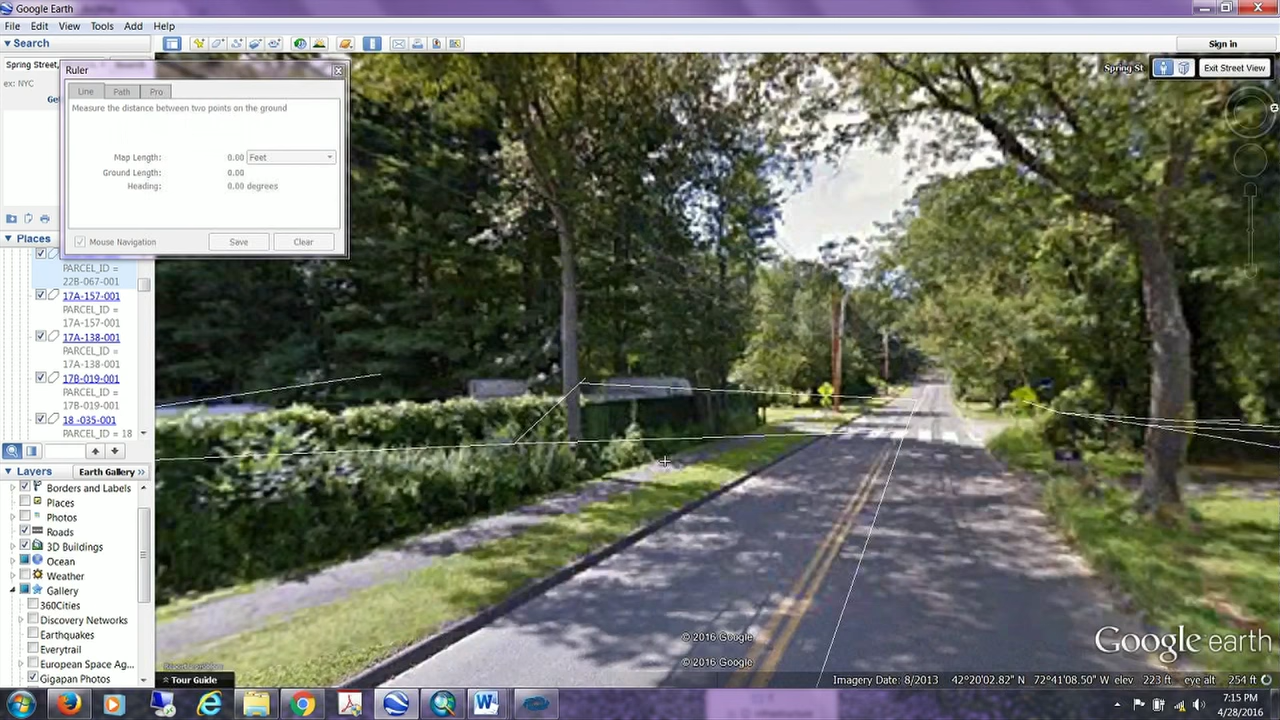 Google Earth
File Edit View Tools Add Help
Search
Sign in
Spring Street,
ex: NYC
Ge
Ruler
Line Path Pro
Measure the distance between two points on the ground
Map Length: 0.00 Feet
Ground Length: 0.00
Heading: 0.00 degrees
Mouse Navigation Save Clear
Spring St
Exit Street View
Places
PARCEL_ID =
22B-067-001
17A-157-001
PARCEL_ID =
17A-157-001
17A-138-001
PARCEL_ID =
17A-138-001
17B-019-001
PARCEL_ID =
17B-019-001
18 -035-001
PARCEL_ID = 18
Layers
Earth Gallery >>
Borders and Labels
Places
Photos
Roads
3D Buildings
Ocean
Weather
Gallery
360Cities
Discovery Networks
Earthquakes
Everytrail
European Space Ag...
Gigapan Photos
Tour Guide
© 2016 Google
© 2016 Google
Google earth
Imagery Date: 8/2013 42°20'02.82" N 72°41'08.50" W elev 223 ft eye alt 254 ft
7:15 PM
4/28/2016